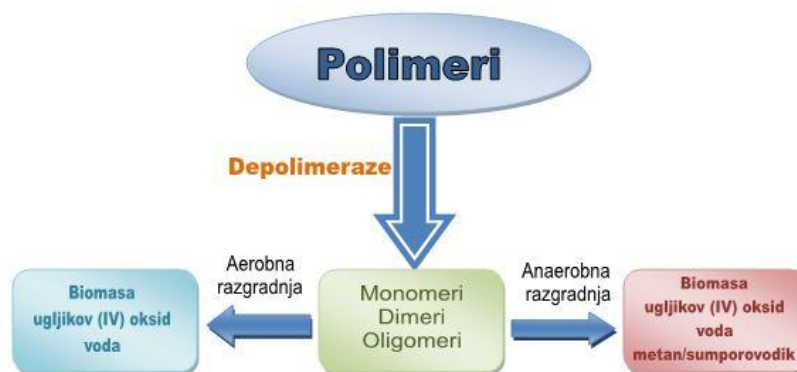 Polimeri
Depolimeraze
Aerobna
razgradnja
Anaerobna
razgradnja
Biomasa
ugljikov (IV) oksid
voda
Monomeri
Dimeri
Oligomeri
Biomasa
ugljikov (IV) oksid
voda
metan/sumporovodik